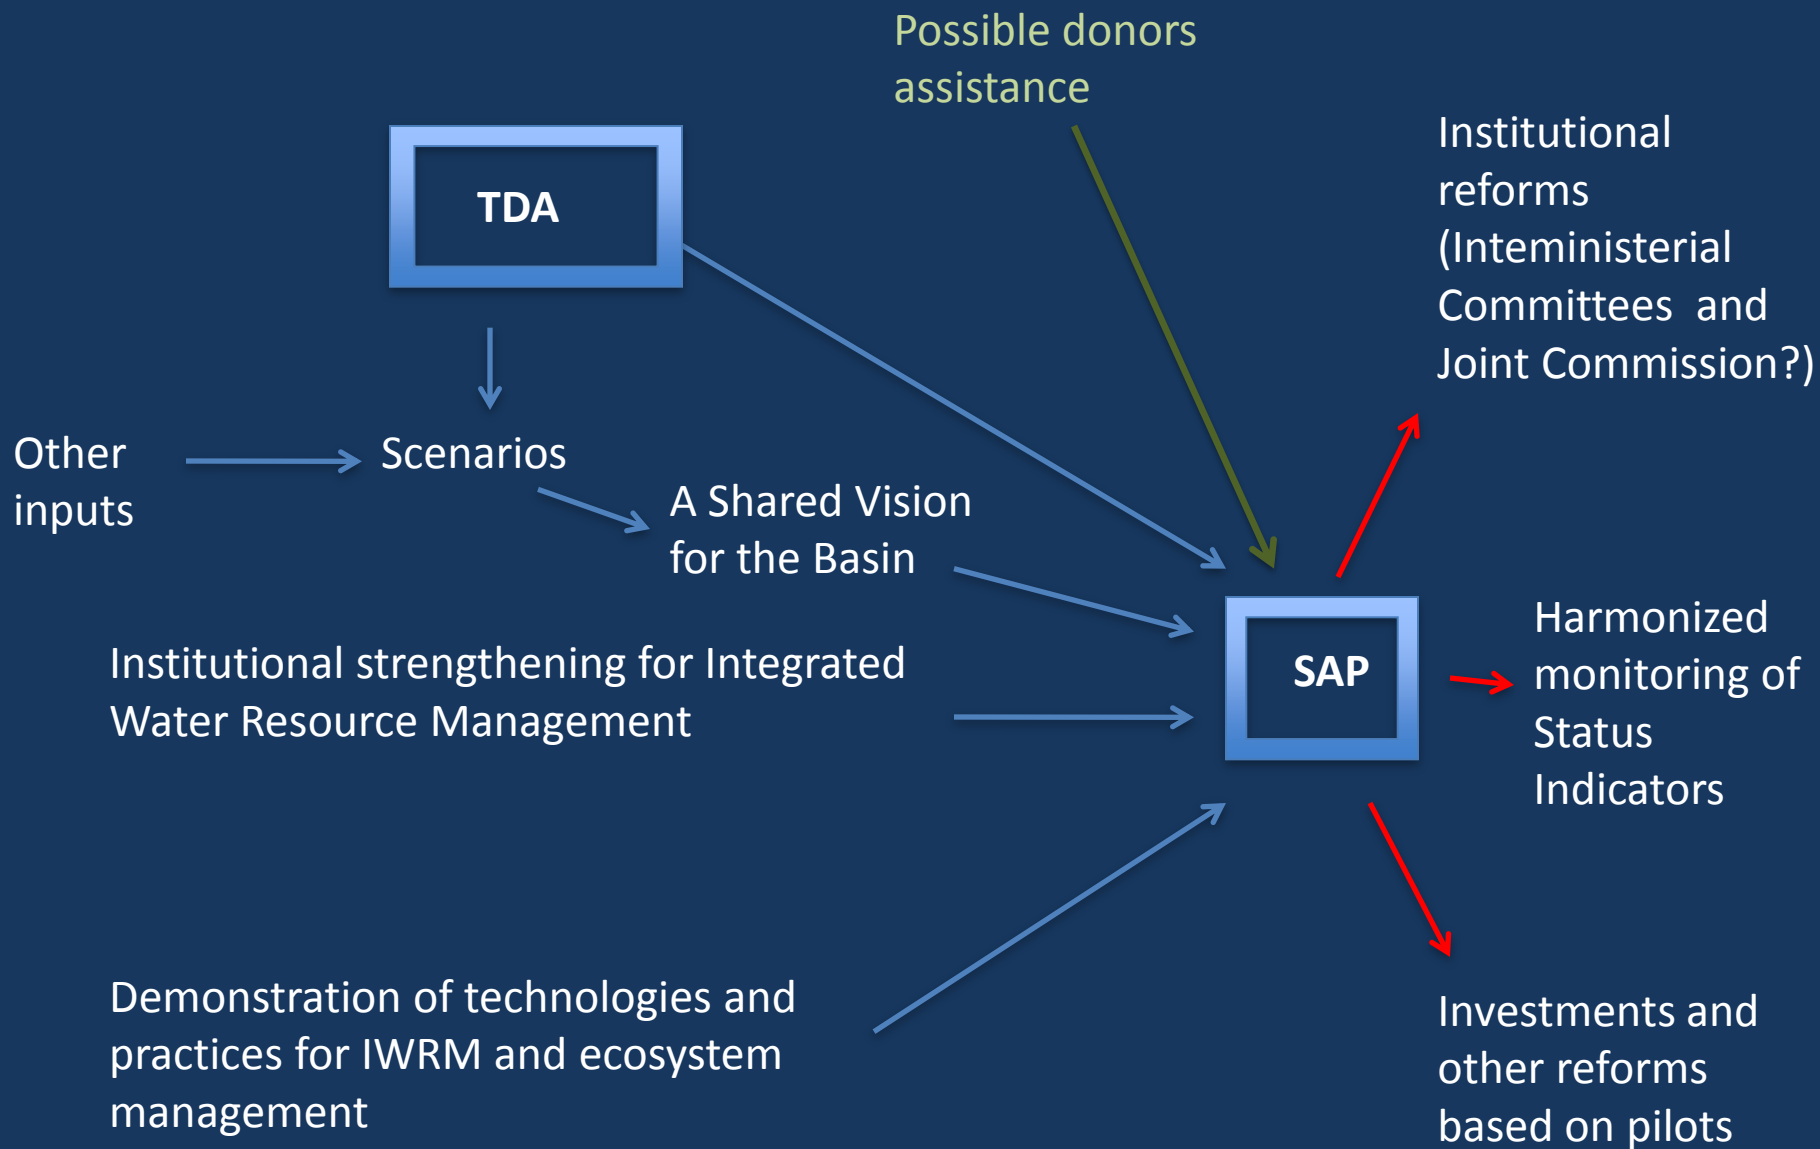 Possible donors
assistance
TDA
Institutional
reforms
(Inteministerial
Committees and
Joint Commission?)
Other
inputs
Scenarios
A Shared Vision
for the Basin
Institutional strengthening for Integrated
Water Resource Management
SAP
Harmonized
monitoring of
Status
Indicators
Demonstration of technologies and
practices for IWRM and ecosystem
management
Investments and
other reforms
based on pilots